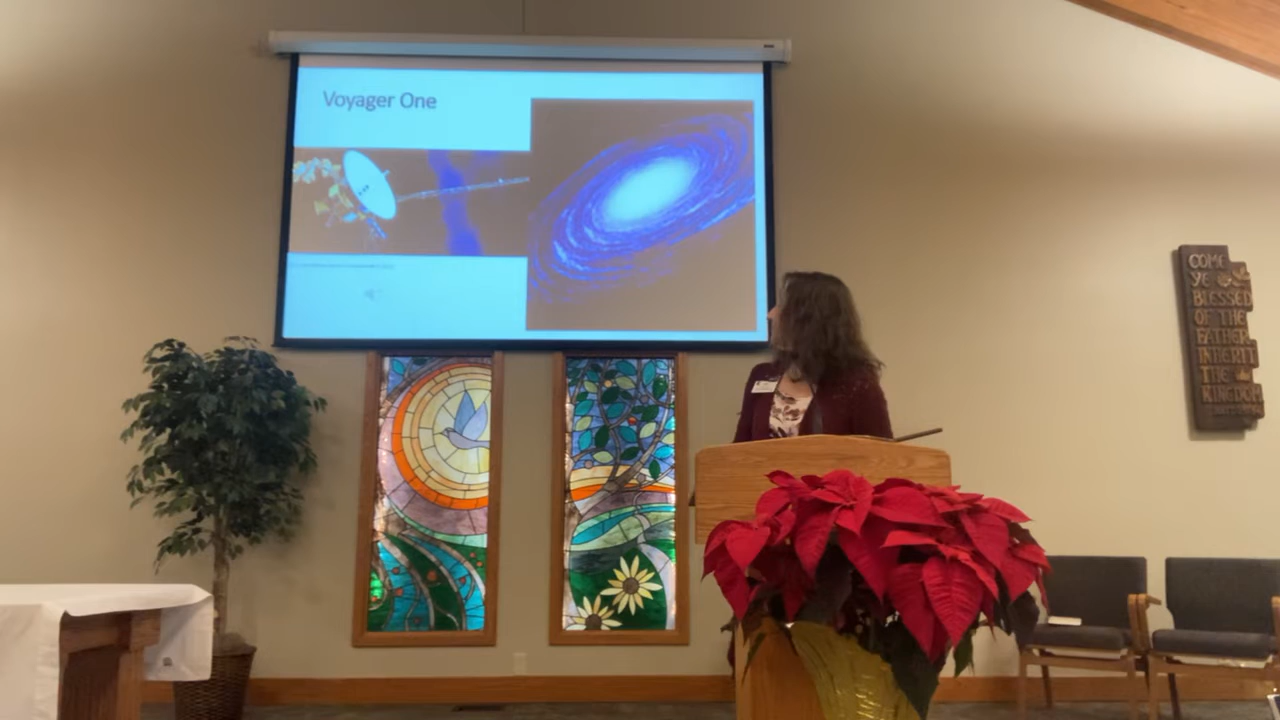 Voyager One
COME
YE
BLESSED
OF THE
FATHER
INHERIT
THE
KINGDOM